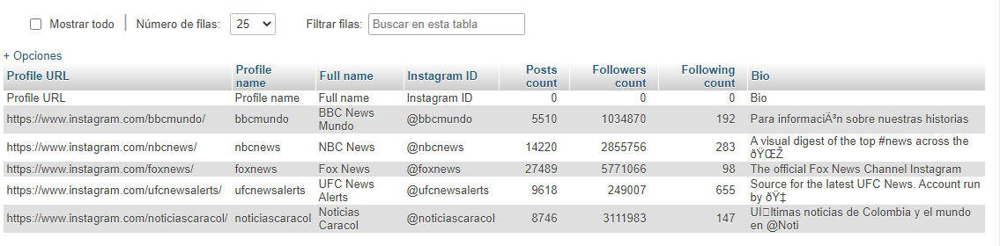 Mostrar todo | Número de filas: 25 Filtrar filas: Buscar en esta tabla
+ Opciones
Profile URL Profile name Full name Instagram ID Posts count Followers count Following count Bio
Profile URL Profile name Full name Instagram ID 0 0 0 Bio
https://www.instagram.com/bbcmundo/ bbcmundo BBC News Mundo @bbcmundo 5510 1034870 192 Para informaciÃ³n sobre nuestras historias
https://www.instagram.com/nbcnews/ nbcnews NBC News @nbcnews 14220 2855756 283 A visual digest of the top #news across the ðŸŒŽ
https://www.instagram.com/foxnews/ foxnews Fox News @foxnews 27489 5771066 98 The official Fox News Channel Instagram
https://www.instagram.com/ufcnewsalerts/ ufcnewsalerts UFC News Alerts @ufcnewsalerts 9618 249007 655 Source for the latest UFC News. Account run by ðŸ‡
https://www.instagram.com/noticiascaracol/ noticiascaracol Noticias Caracol @noticiascaracol 8746 3111983 147 noticias de Colombia y el mundo en @Noti